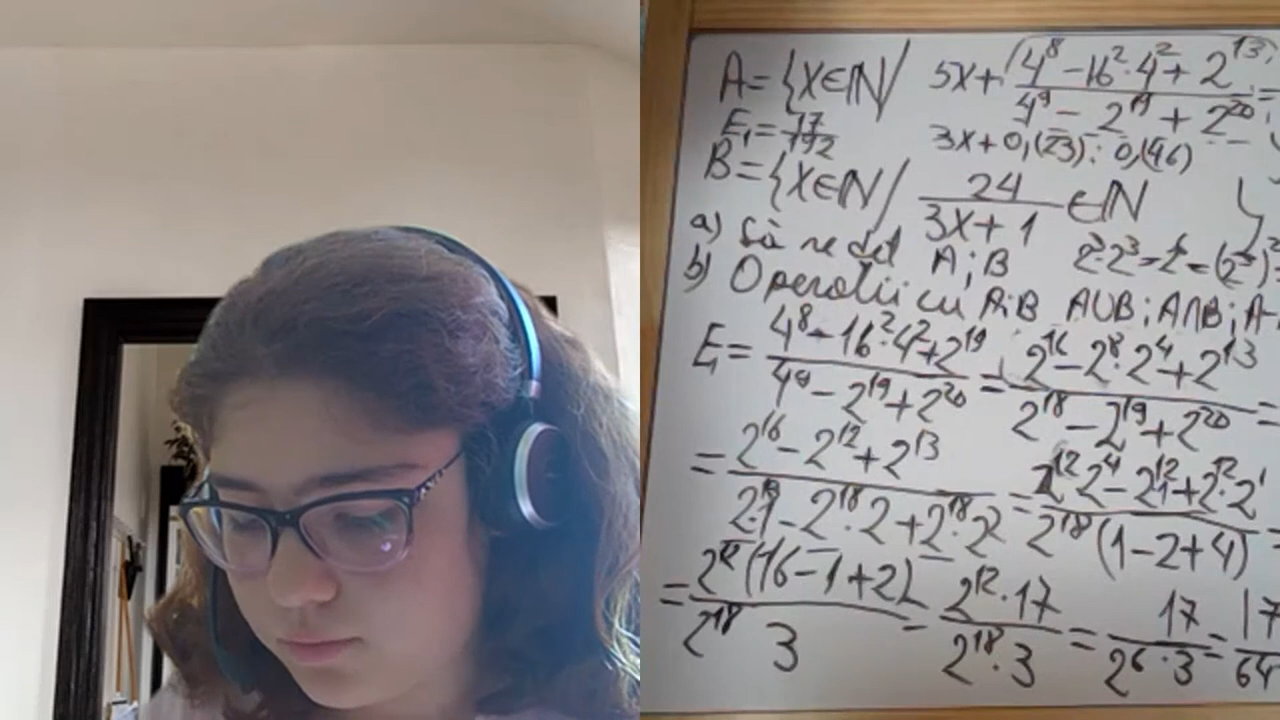 A = {X∈ℕ / 5X + (4⁸ - 16²·4² + 2¹³) / (4⁹ - 2¹⁹ + 2²⁰) =
E₁ = 17/192 3X + 0,(23) : 0,(46)
B = {X∈ℕ / 24/(3X+1) ∈ℕ }
a) Să se det A; B 2²·2³ = = (2²)²
b) Operații cu A; B A∪B; A∩B; A-
E₁ = (4⁸ - 16²·4² + 2¹³) / (4⁹ - 2¹⁹ + 2²⁰) = (2¹⁶ - 2⁸·2⁴ + 2¹³) / (2¹⁸ - 2¹⁹ + 2²⁰) =
= (2¹⁶ - 2¹² + 2¹³) / (2¹⁸·1 - 2¹⁸·2 + 2¹⁸·2²) = (2¹²·2⁴ - 2¹²·1 + 2¹²·2¹) / (2¹⁸(1-2+4)) =
= (2¹²(16-1+2)) / (2¹⁸ 3) = (2¹²·17) / (2¹⁸·3) = 17 / (2⁶·3) = 17 / 64